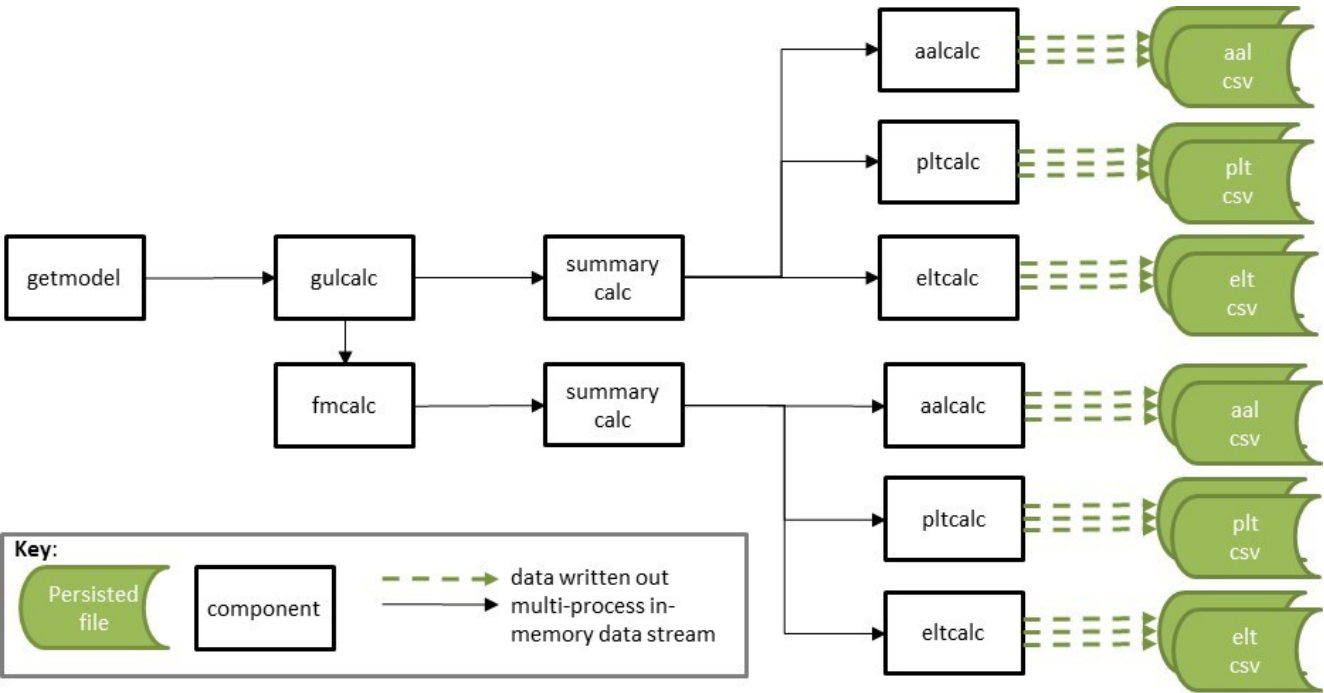 aalcalc
aal
csv
pltcalc
plt
csv
getmodel
gulcalc
summary
calc
eltcalc
elt
csv
fmcalc
summary
calc
aalcalc
aal
csv
pltcalc
plt
csv
eltcalc
elt
csv
Key:
Persisted
file
component
data written out
multi-process in-
memory data stream